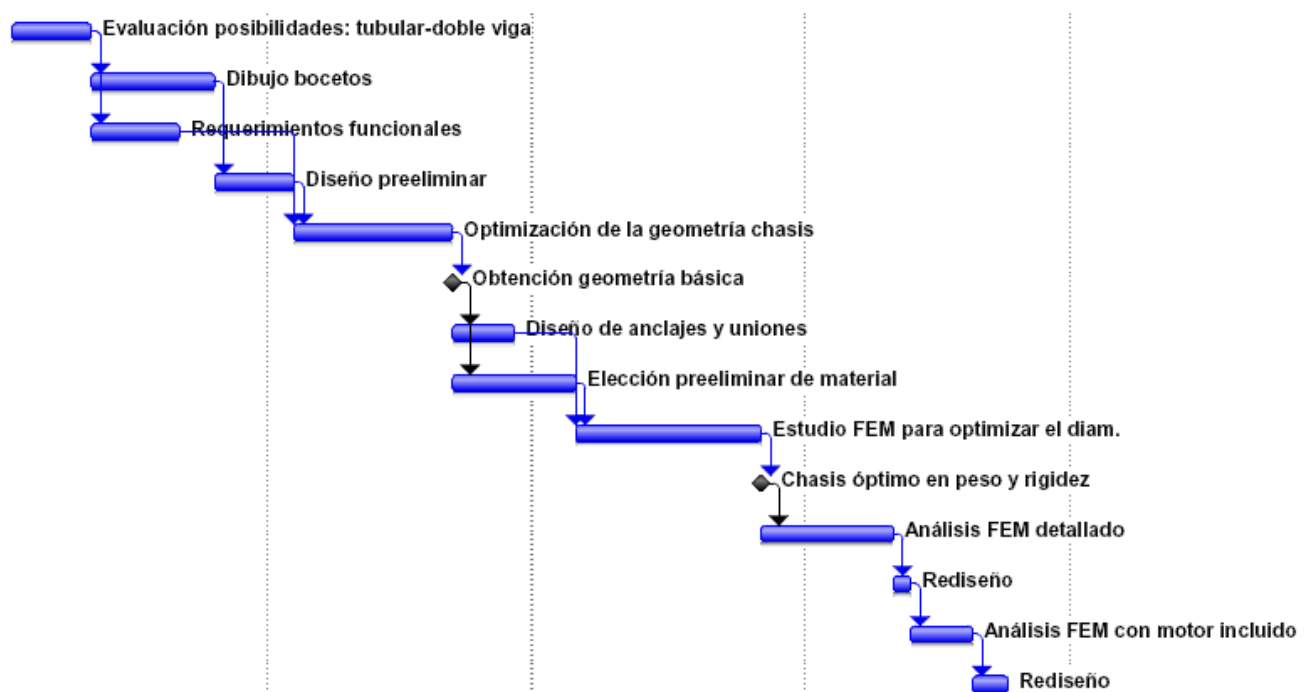 Evaluación posibilidades: tubular-doble viga
Dibujo bocetos
Requerimientos funcionales
Diseño preeliminar
Optimización de la geometría chasis
Obtención geometría básica
Diseño de anclajes y uniones
Elección preeliminar de material
Estudio FEM para optimizar el diam.
Chasis óptimo en peso y rigidez
Análisis FEM detallado
Rediseño
Análisis FEM con motor incluido
Rediseño